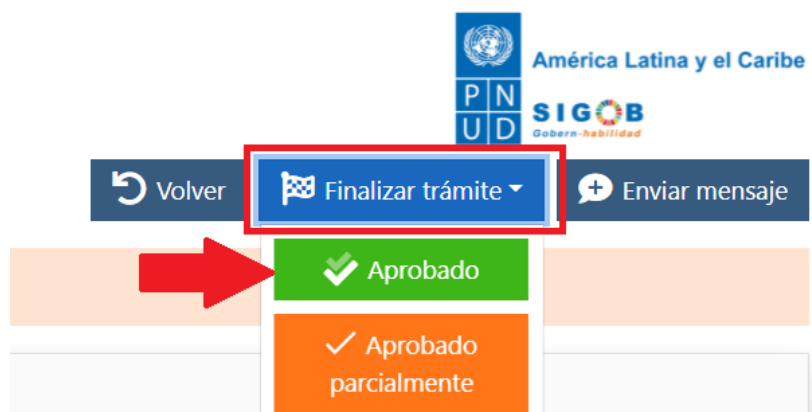 América Latina y el Caribe
P N
U D
SIGOB
Gobern-habilidad
Volver
Finalizar trámite
Enviar mensaje
Aprobado
Aprobado
parcialmente